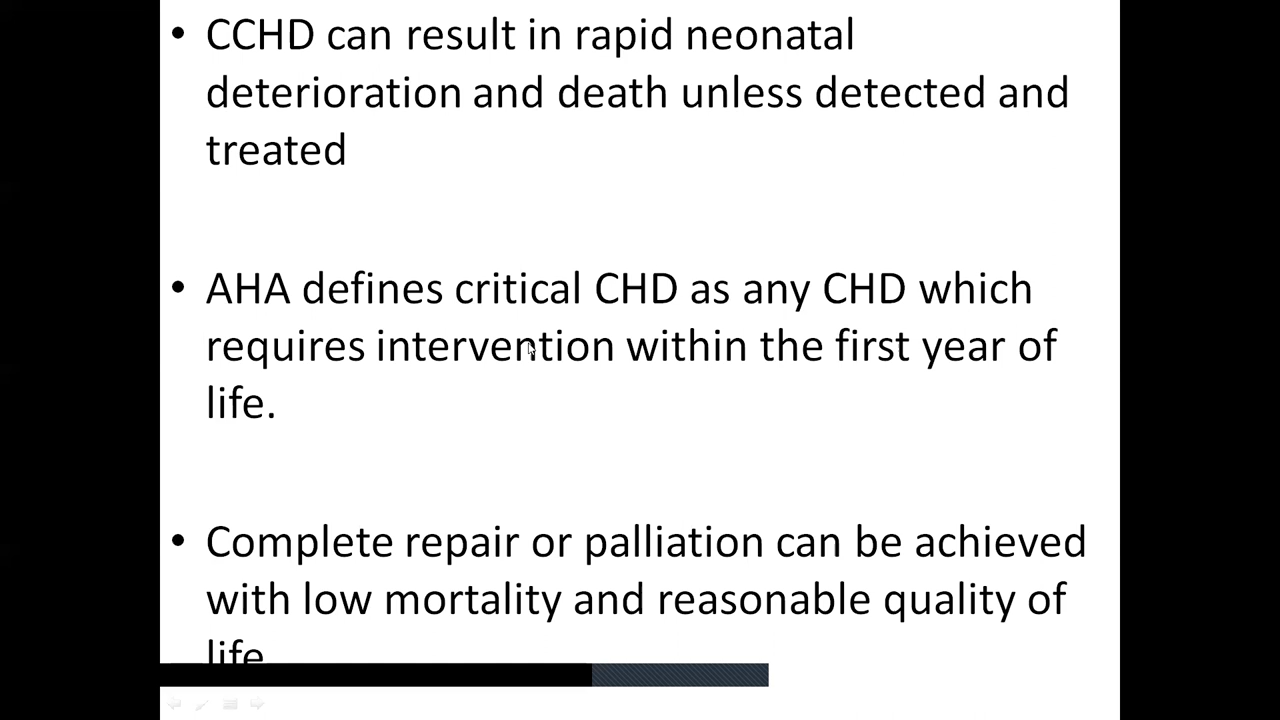 • CCHD can result in rapid neonatal
deterioration and death unless detected and
treated
• AHA defines critical CHD as any CHD which
requires intervention within the first year of
life.
• Complete repair or palliation can be achieved
with low mortality and reasonable quality of
life